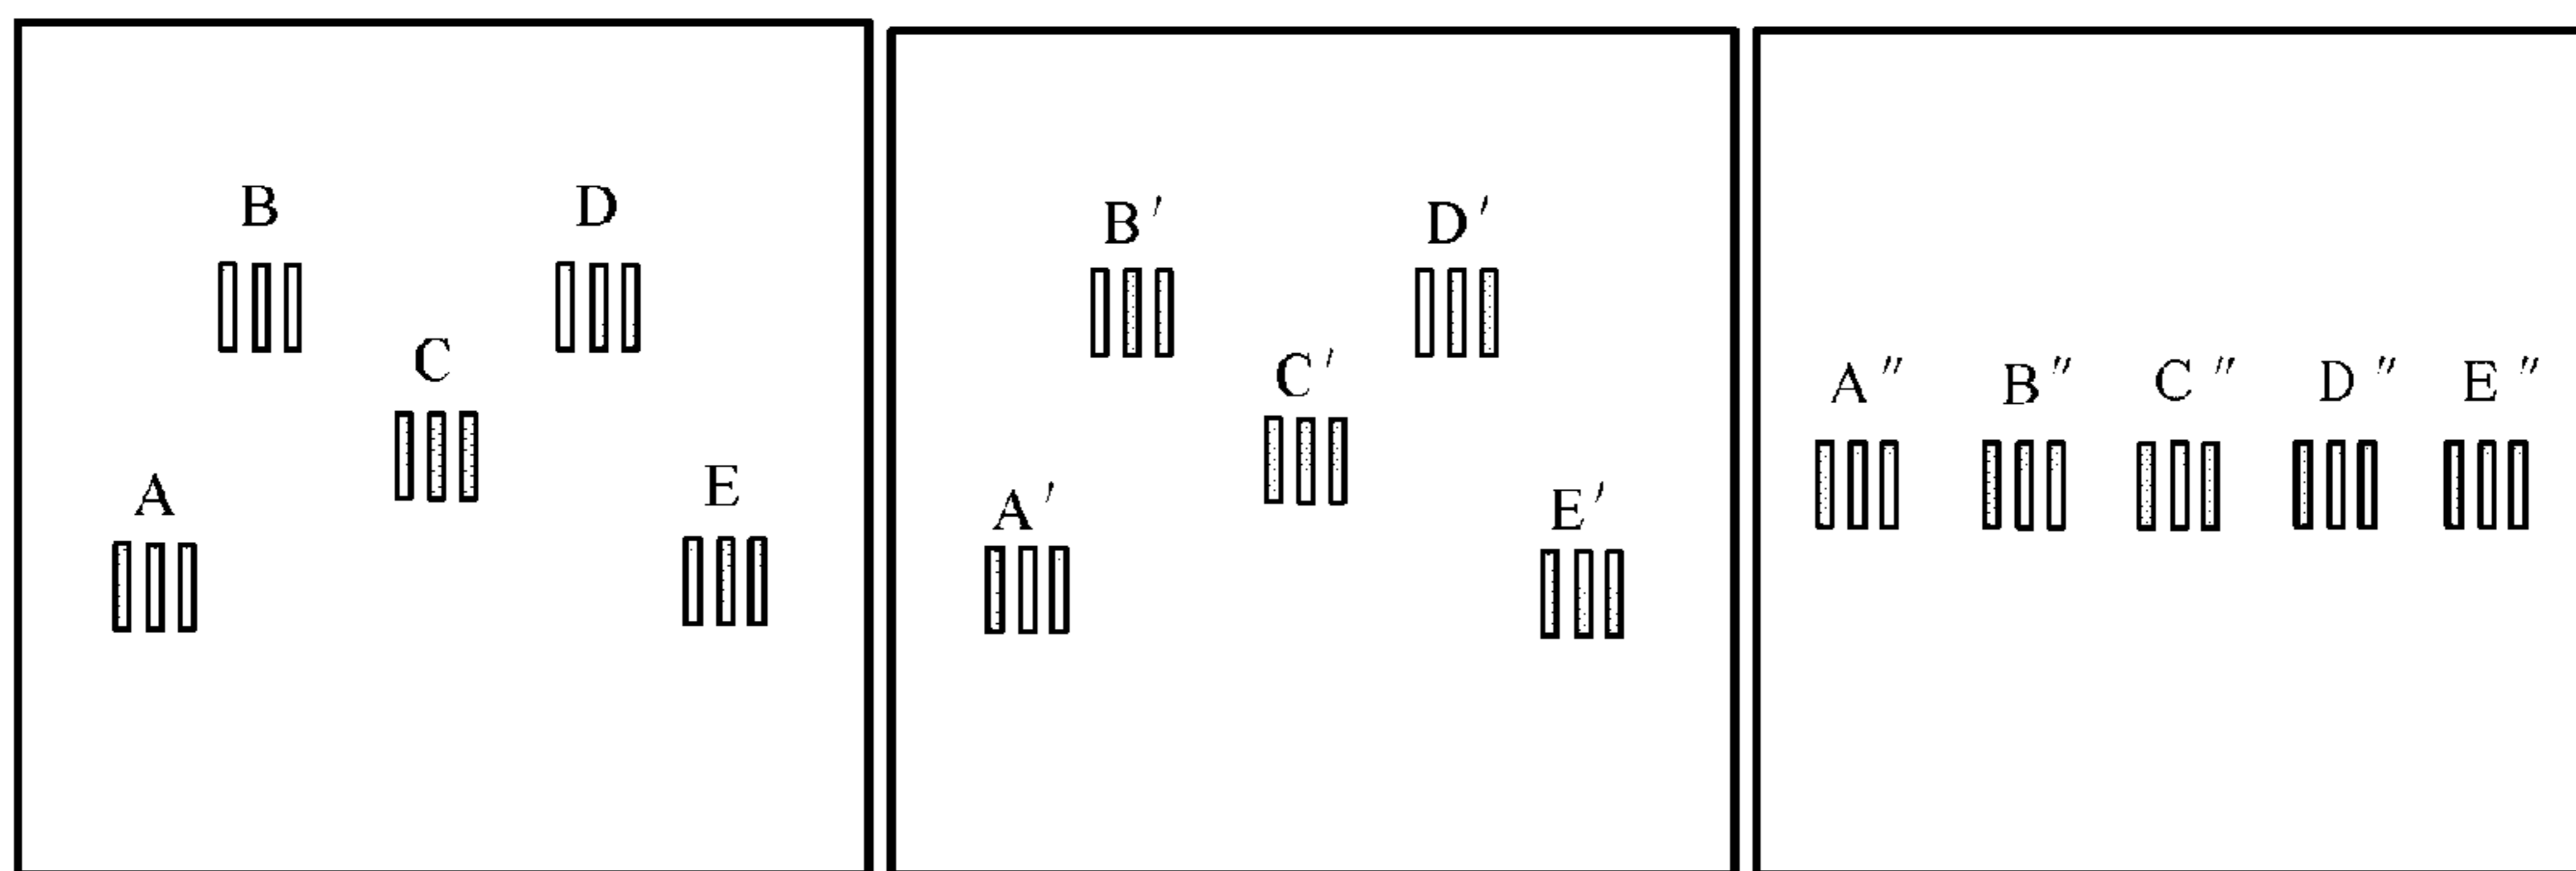 B D
C
A E
B′ D′
C′
A′ E′
A″ B″ C″ D″ E″